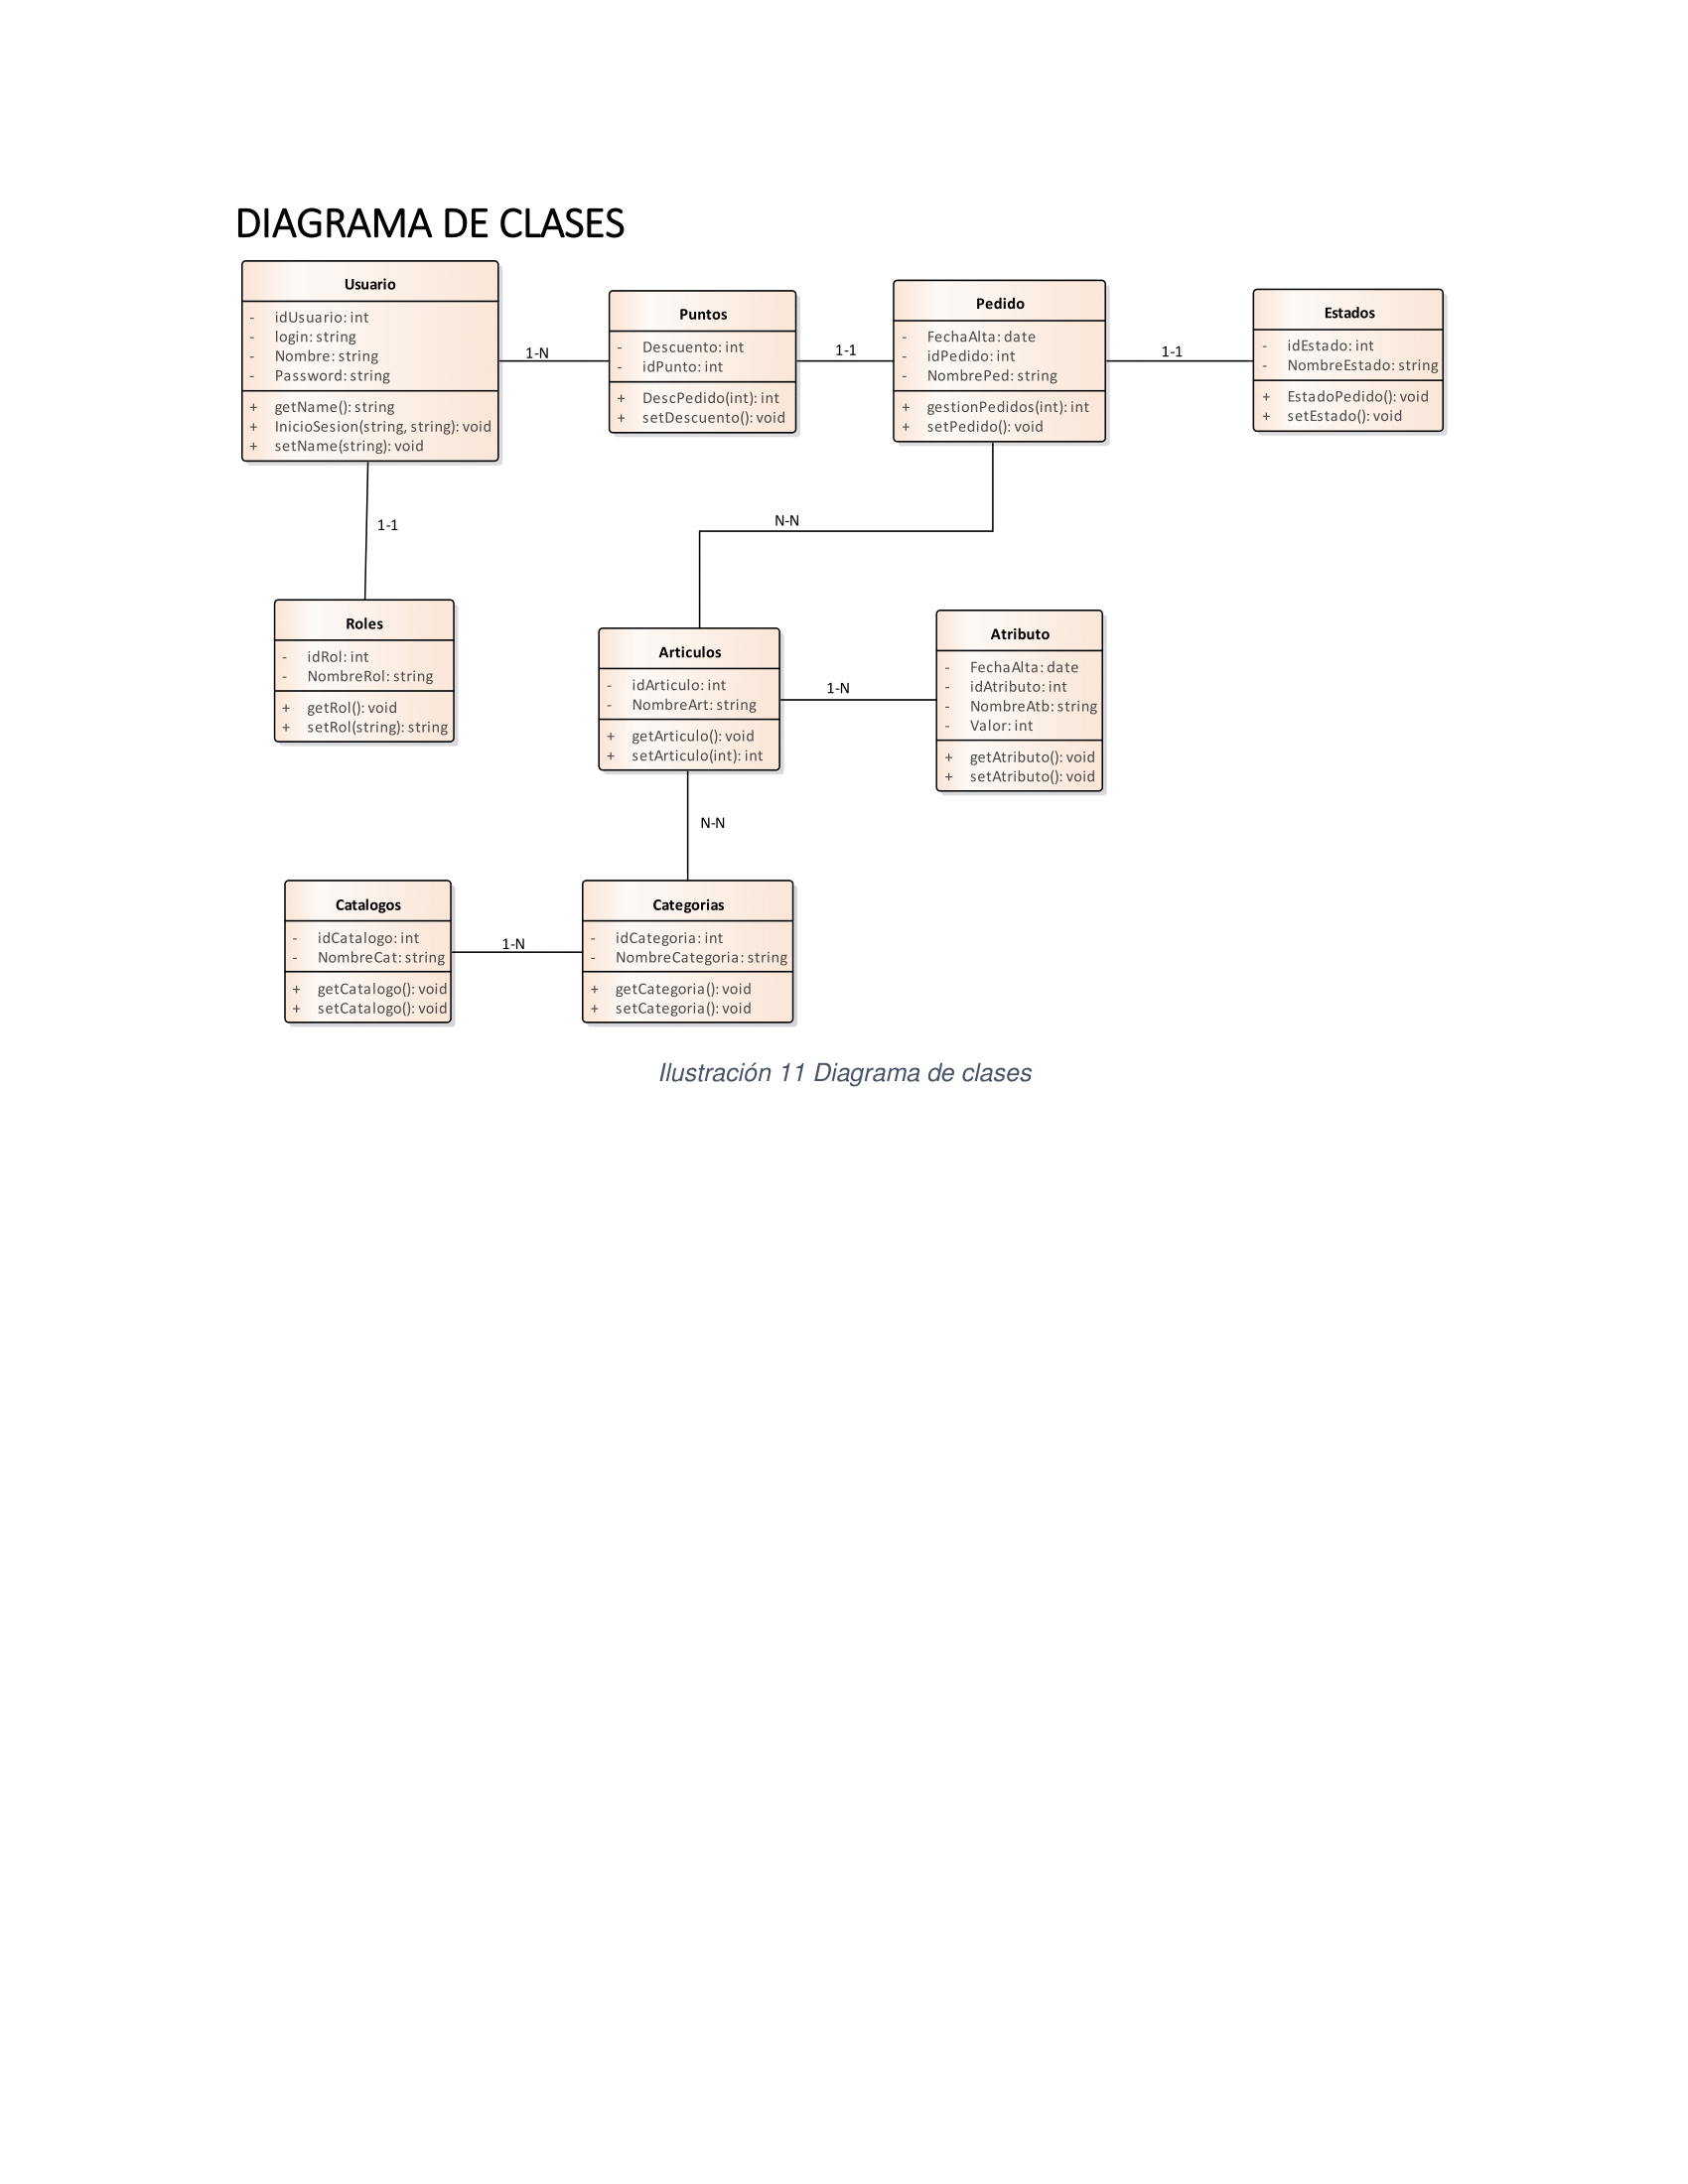 DIAGRAMA DE CLASES
Usuario
- idUsuario: int
- login: string
- Nombre: string
- Password: string
+ getName(): string
+ InicioSesion(string, string): void
+ setName(string): void
1-N
Puntos
- Descuento: int
- idPunto: int
+ DescPedido(int): int
+ setDescuento(): void
1-1
Pedido
- FechaAlta: date
- idPedido: int
- NombrePed: string
+ gestionPedidos(int): int
+ setPedido(): void
1-1
Estados
- idEstado: int
- NombreEstado: string
+ EstadoPedido(): void
+ setEstado(): void
1-1
N-N
Roles
- idRol: int
- NombreRol: string
+ getRol(): void
+ setRol(string): string
Articulos
- idArticulo: int
- NombreArt: string
+ getArticulo(): void
+ setArticulo(int): int
1-N
Atributo
- FechaAlta: date
- idAtributo: int
- NombreAtb: string
- Valor: int
+ getAtributo(): void
+ setAtributo(): void
N-N
Catalogos
- idCatalogo: int
- NombreCat: string
+ getCatalogo(): void
+ setCatalogo(): void
1-N
Categorias
- idCategoria: int
- NombreCategoria: string
+ getCategoria(): void
+ setCategoria(): void
Ilustración 11 Diagrama de clases